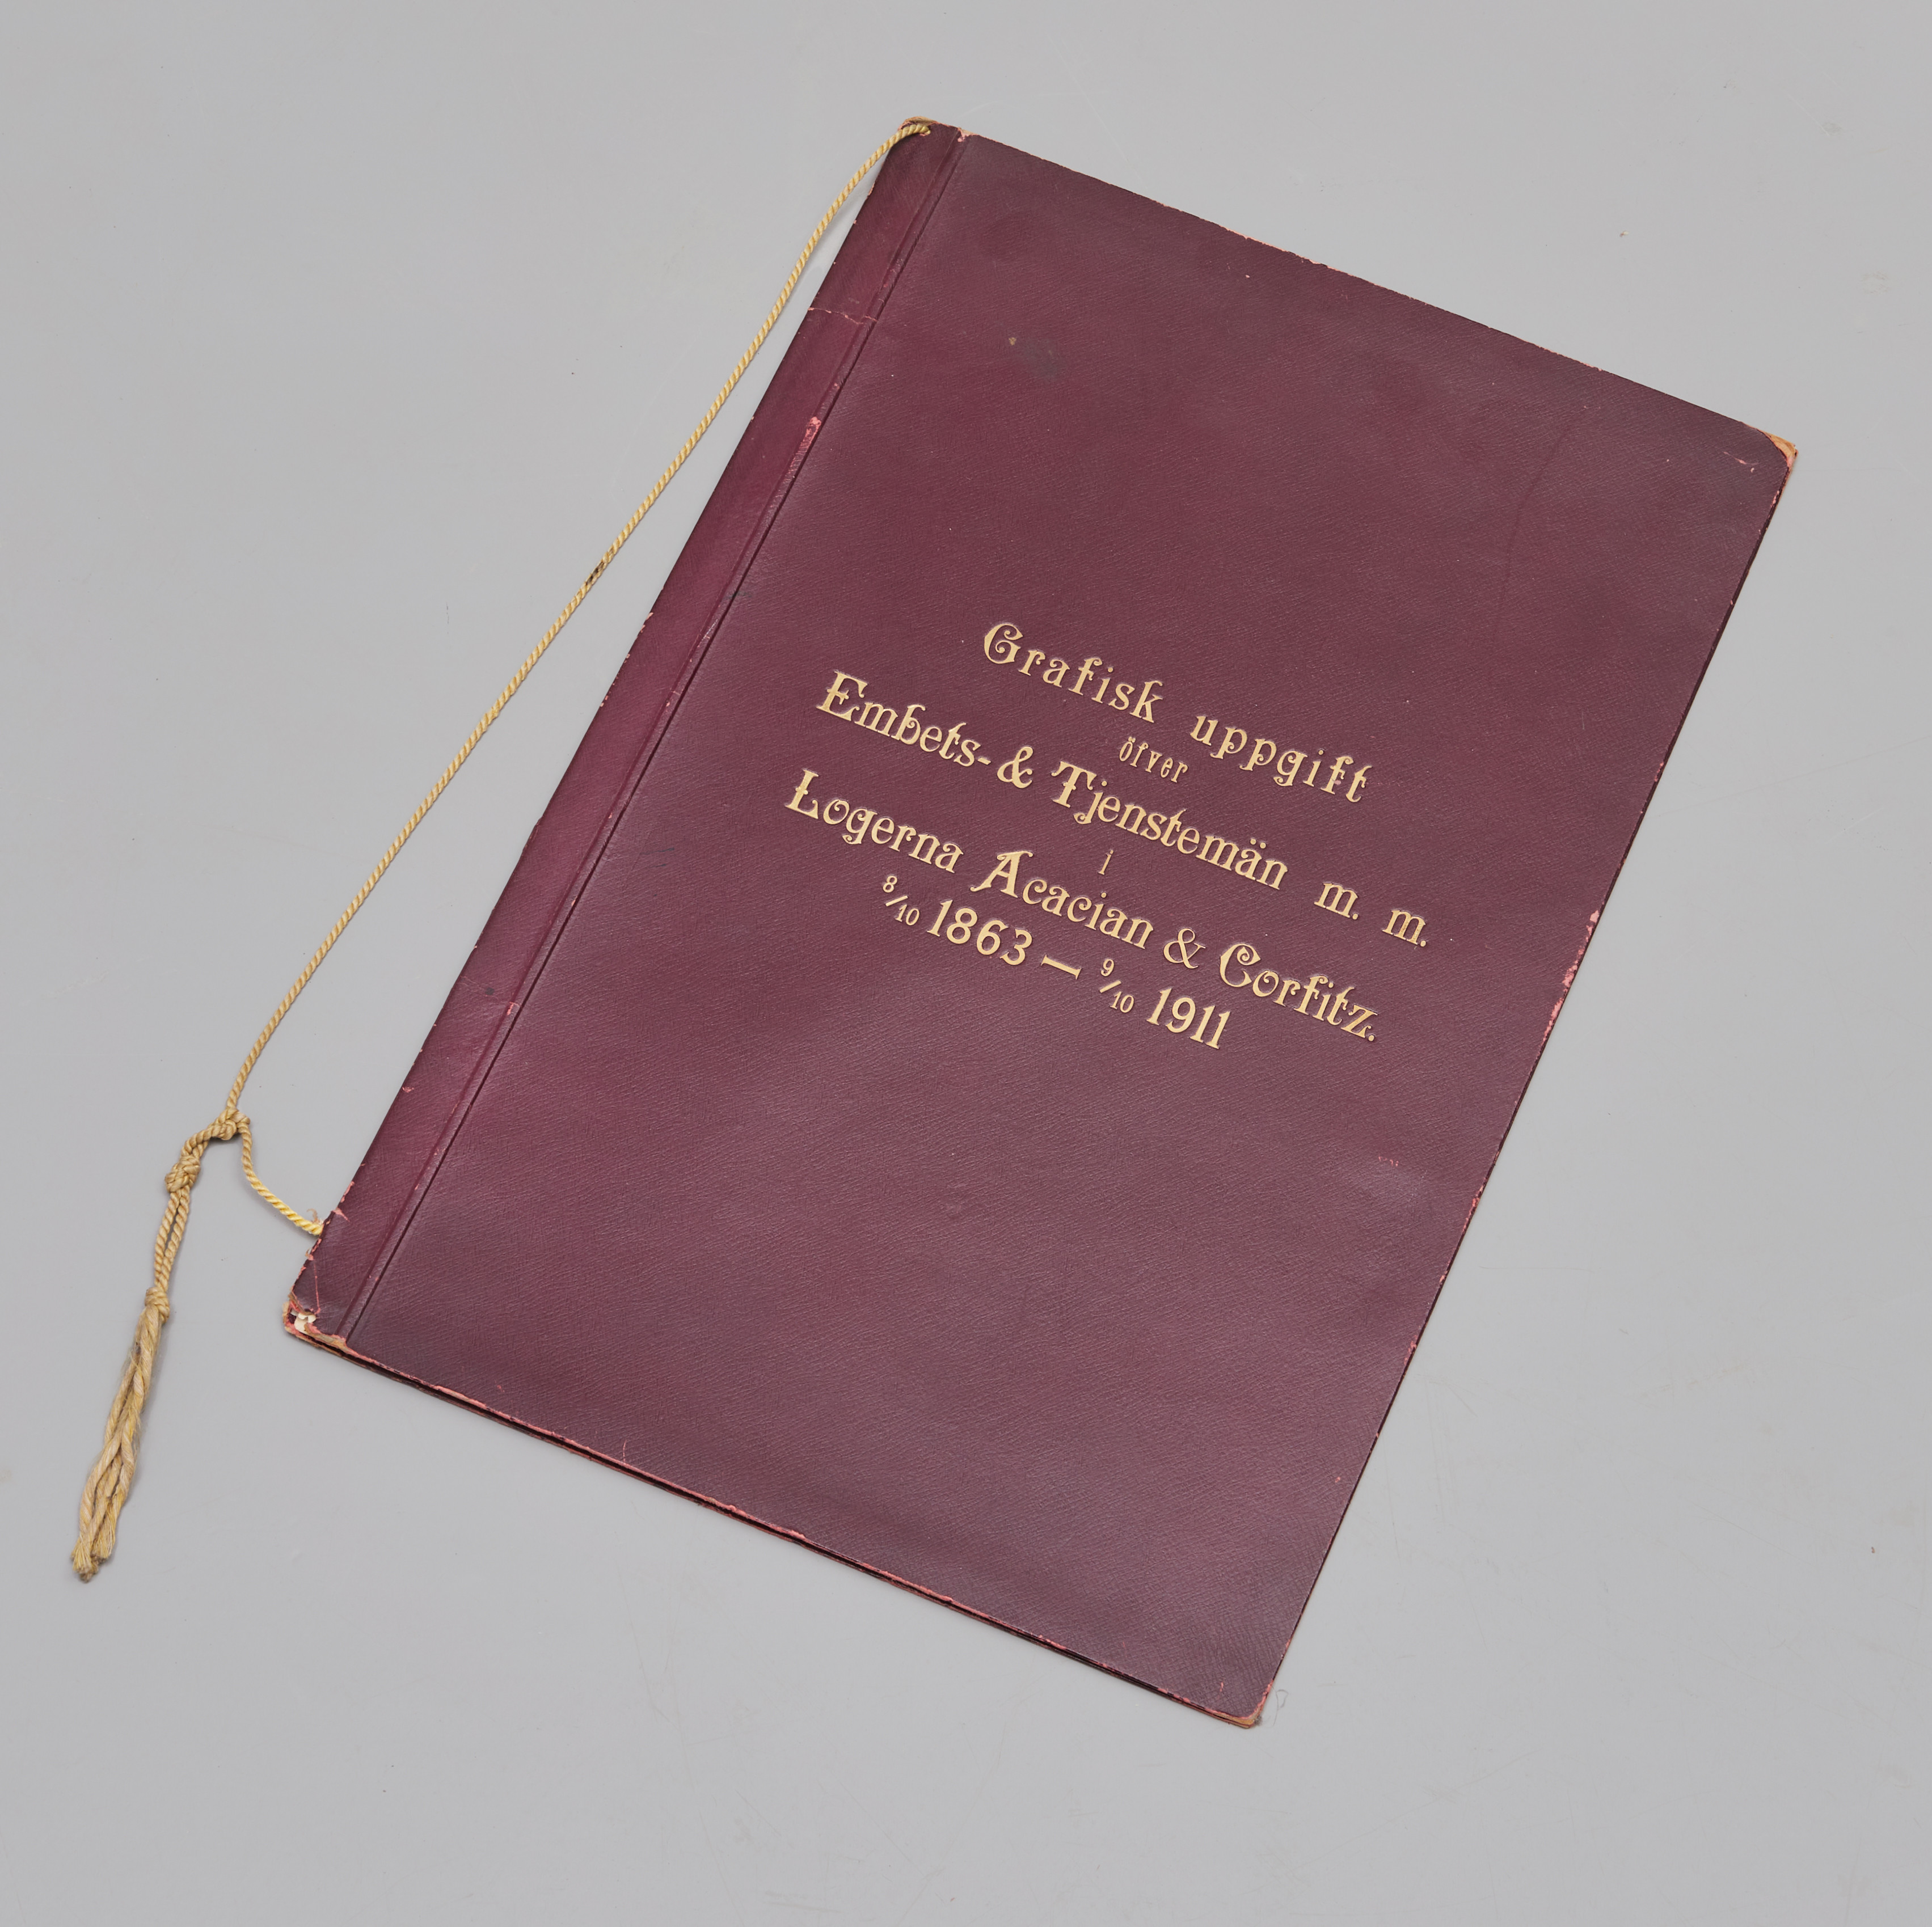 Grafisk uppgift
öfver
Embets- & Tjenstemän m. m.
i
Logerna Acacian & Corfitz.
8/10 1863 — 9/10 1911